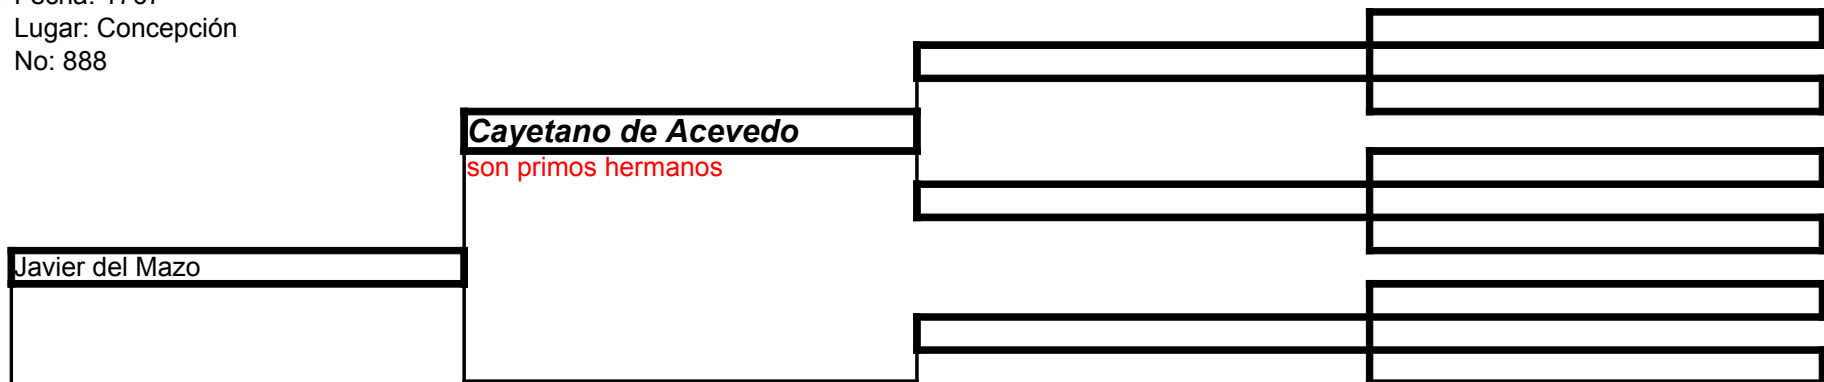 Lugar: Concepción
No: 888
Cayetano de Acevedo
son primos hermanos
Javier del Mazo